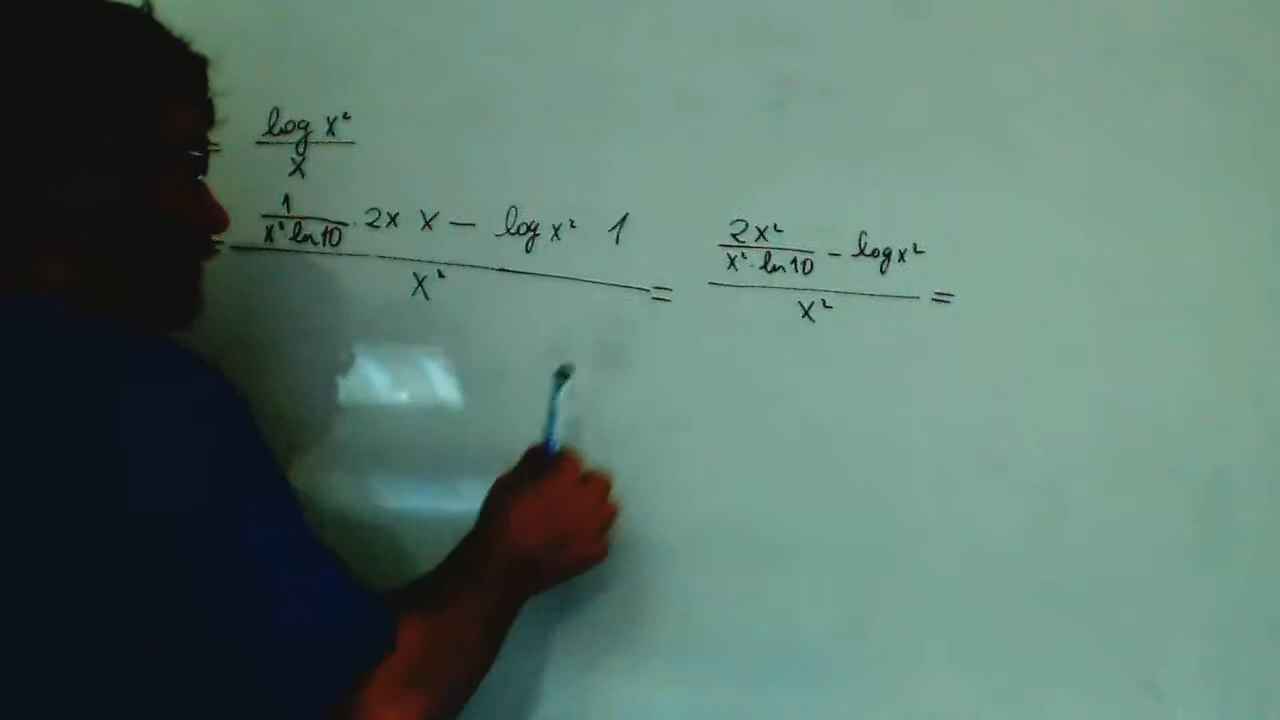 = log x² / x
= (1 / (x² ln10) · 2x x − log x² 1) / x² = (2x² / (x² · ln10) − log x²) / x² =